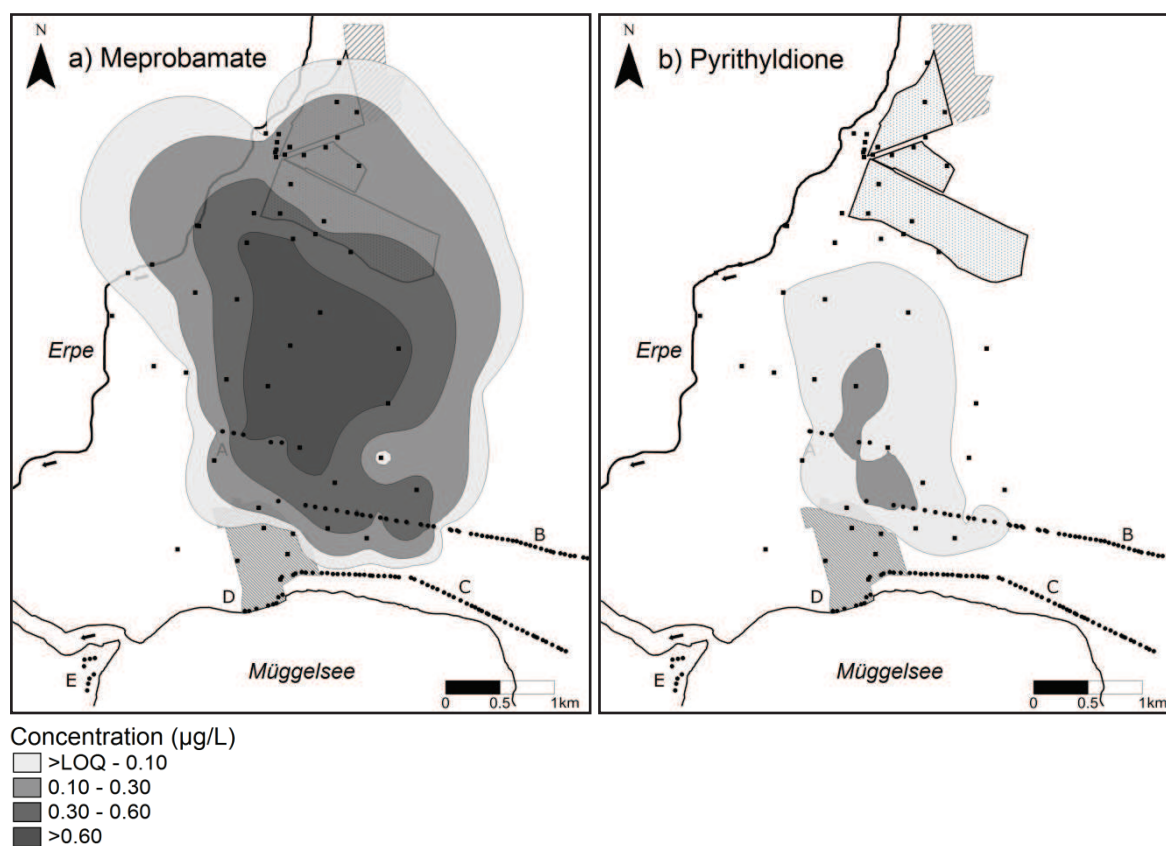 N
a) Meprobamate
Erpe
A
B
C
D
E
Müggelsee
0 0.5 1km
N
b) Pyrithyldione
Erpe
A
B
C
D
E
Müggelsee
0 0.5 1km
Concentration (µg/L)
>LOQ - 0.10
0.10 - 0.30
0.30 - 0.60
>0.60